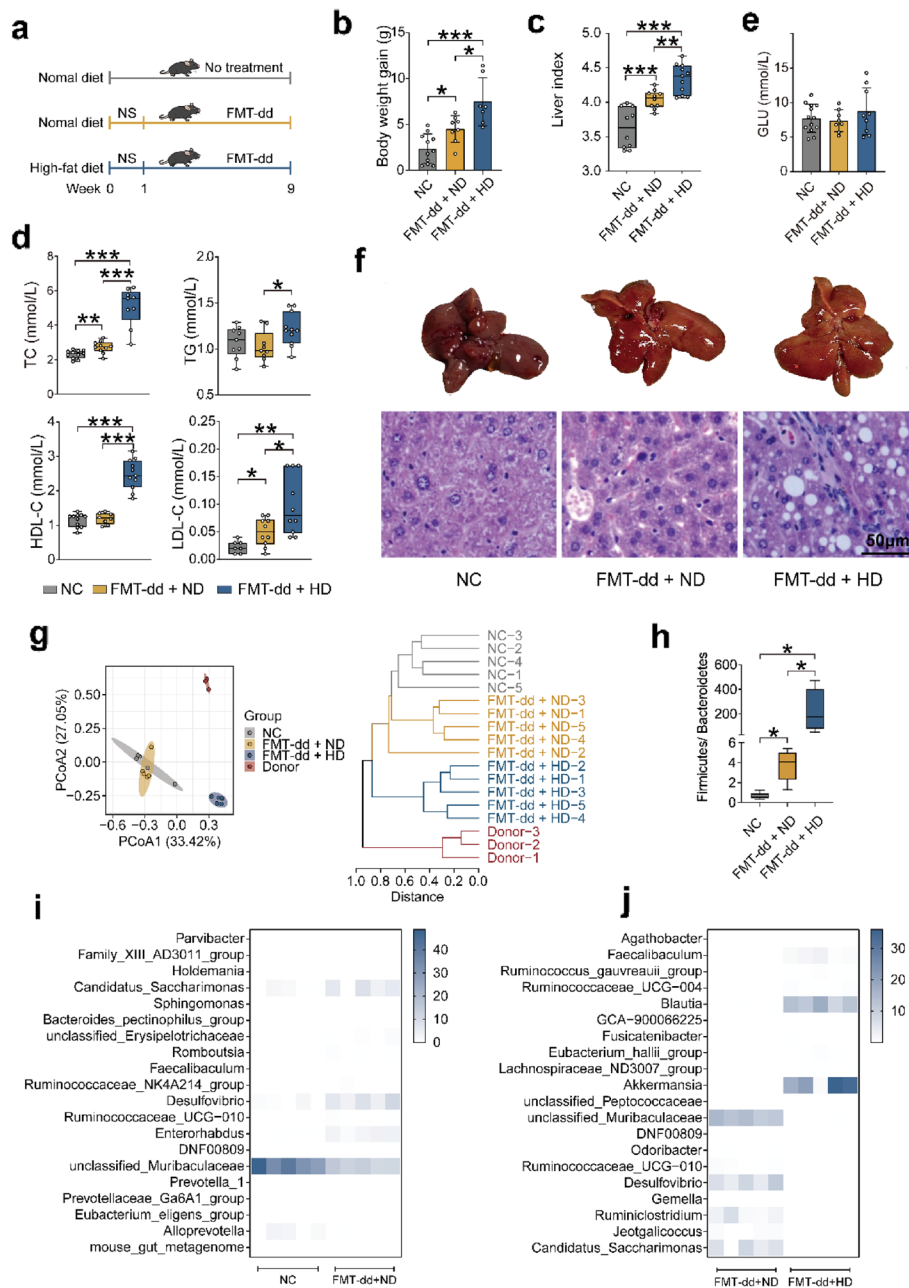 a
No treatment
Nomal diet
NS
FMT-dd
Nomal diet
NS
FMT-dd
High-fat diet
Week 0 1 9
b
Body weight gain (g)
15
10
5
0
***
*
*
NC
FMT-dd + ND
FMT-dd + HD
c
Liver index
5.0
4.5
4.0
3.5
3.0
***
**
***
NC
FMT-dd + ND
FMT-dd + HD
e
GLU (mmol/L)
20
15
10
5
0
NC
FMT-dd+ ND
FMT-dd + HD
d
TC (mmol/L)
8
6
4
2
0
***
***
**
TG (mmol/L)
2.0
1.5
1.0
0.5
*
HDL-C (mmol/L)
4
3
2
1
0
***
***
LDL-C (mmol/L)
0.25
0.20
0.15
0.10
0.05
0.00
**
*
*
NC FMT-dd + ND FMT-dd + HD
f
50μm
NC FMT-dd + ND FMT-dd + HD
g
PCoA2 (27.05%)
0.50
0.25
0.00
−0.25
−0.6 −0.3 0.0 0.3
PCoA1 (33.42%)
Group
NC
FMT-dd + ND
FMT-dd + HD
Donor
NC−3
NC−2
NC−4
NC−1
NC−5
FMT-dd + ND−3
FMT-dd + ND−1
FMT-dd + ND−5
FMT-dd + ND−4
FMT-dd + ND−2
FMT-dd + HD−2
FMT-dd + HD−1
FMT-dd + HD−3
FMT-dd + HD−5
FMT-dd + HD−4
Donor−3
Donor−2
Donor−1
1.0 0.8 0.6 0.4 0.2 0.0
Distance
h
Firmicutes/ Bacteroidetes
600
400
200
6
4
2
0
*
*
*
NC
FMT-dd + ND
FMT-dd + HD
i
Parvibacter
Family_XIII_AD3011_group
Holdemania
Candidatus_Saccharimonas
Sphingomonas
Bacteroides_pectinophilus_group
unclassified_Erysipelotrichaceae
Romboutsia
Faecalibaculum
Ruminococcaceae_NK4A214_group
Desulfovibrio
Ruminococcaceae_UCG−010
Enterorhabdus
DNF00809
unclassified_Muribaculaceae
Prevotella_1
Prevotellaceae_Ga6A1_group
Eubacterium_eligens_group
Alloprevotella
mouse_gut_metagenome
40
30
20
10
0
NC FMT-dd+ND
j
Agathobacter
Faecalibaculum
Ruminococcus_gauvreauii_group
Ruminococcaceae_UCG−004
Blautia
GCA−900066225
Fusicatenibacter
Eubacterium_hallii_group
Lachnospiraceae_ND3007_group
Akkermansia
unclassified_Peptococcaceae
unclassified_Muribaculaceae
DNF00809
Odoribacter
Ruminococcaceae_UCG−010
Desulfovibrio
Gemella
Ruminiclostridium
Jeotgalicoccus
Candidatus_Saccharimonas
30
20
10
FMT-dd+ND FMT-dd+HD